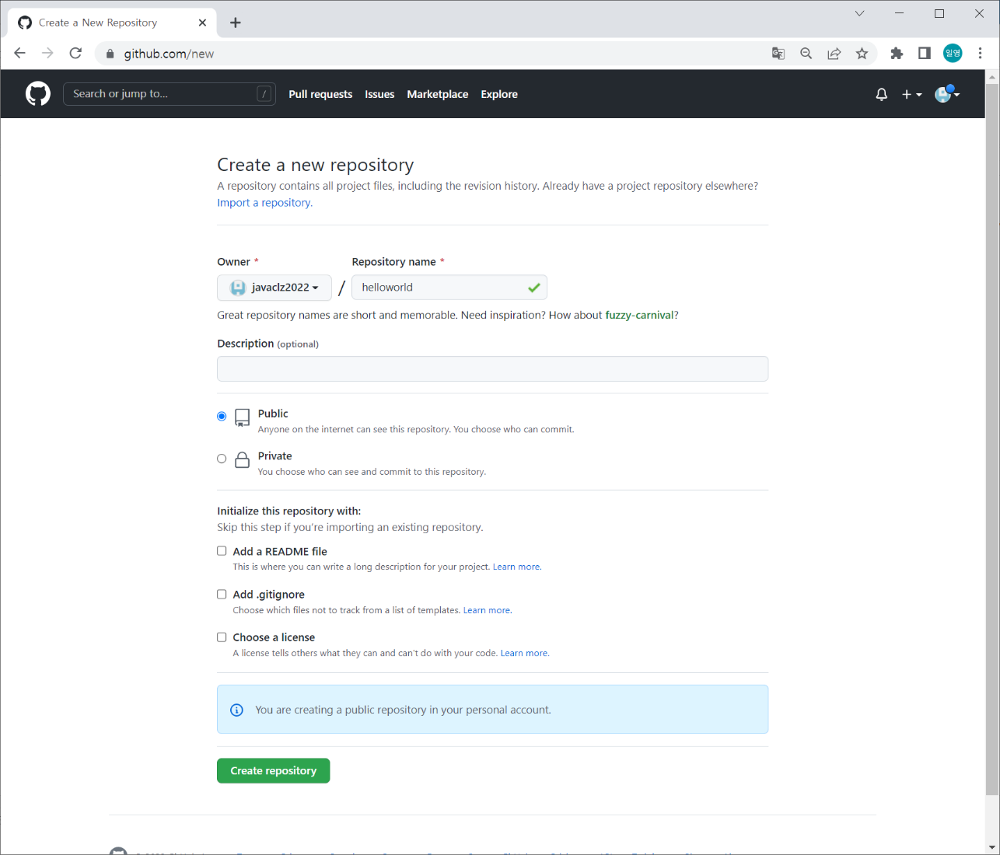 Create a New Repository
github.com/new
일영
Search or jump to...
/
Pull requests Issues Marketplace Explore
Create a new repository
A repository contains all project files, including the revision history. Already have a project repository elsewhere?
Import a repository.
Owner * Repository name *
javaclz2022 / helloworld
Great repository names are short and memorable. Need inspiration? How about fuzzy-carnival?
Description (optional)
Public
Anyone on the internet can see this repository. You choose who can commit.
Private
You choose who can see and commit to this repository.
Initialize this repository with:
Skip this step if you’re importing an existing repository.
Add a README file
This is where you can write a long description for your project. Learn more.
Add .gitignore
Choose which files not to track from a list of templates. Learn more.
Choose a license
A license tells others what they can and can't do with your code. Learn more.
You are creating a public repository in your personal account.
Create repository